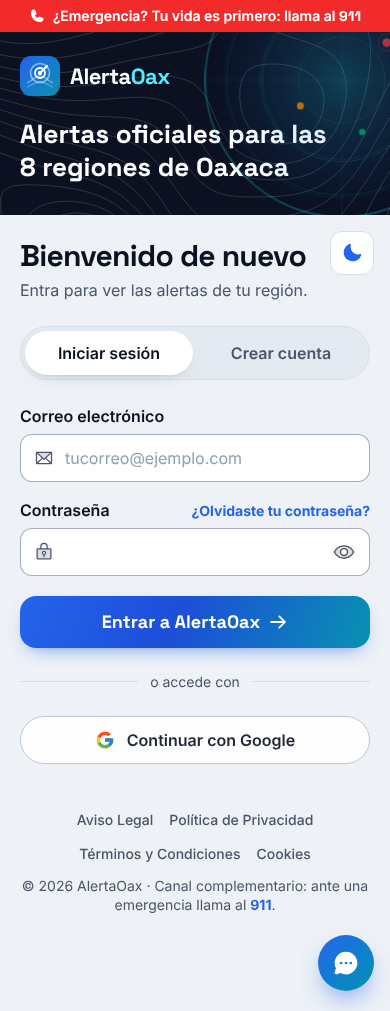 ¿Emergencia? Tu vida es primero: llama al 911
AlertaOax
Alertas oficiales para las
8 regiones de Oaxaca
Bienvenido de nuevo
Entra para ver las alertas de tu región.
Iniciar sesión
Crear cuenta
Correo electrónico
tucorreo@ejemplo.com
Contraseña
¿Olvidaste tu contraseña?
Entrar a AlertaOax →
o accede con
Continuar con Google
Aviso Legal
Política de Privacidad
Términos y Condiciones
Cookies
© 2026 AlertaOax · Canal complementario: ante una
emergencia llama al 911.